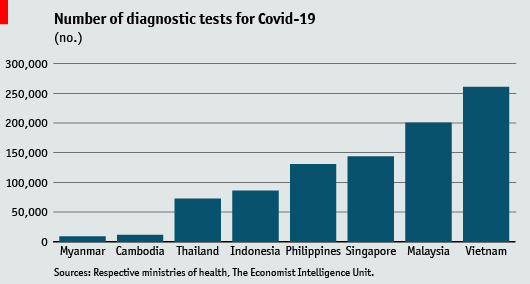 Number of diagnostic tests for Covid-19
(no.)
300,000
250,000
200,000
150,000
100,000
50,000
0
Myanmar Cambodia Thailand Indonesia Philippines Singapore Malaysia Vietnam
Sources: Respective ministries of health, The Economist Intelligence Unit.